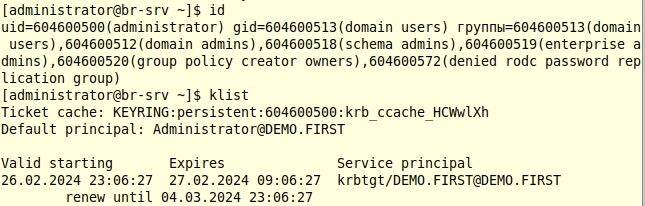 [administrator@br-srv ~]$ id
uid=604600500(administrator) gid=604600513(domain users) группы=604600513(domain
 users),604600512(domain admins),604600518(schema admins),604600519(enterprise a
dmins),604600520(group policy creator owners),604600572(denied rodc password rep
lication group)
[administrator@br-srv ~]$ klist
Ticket cache: KEYRING:persistent:604600500:krb_ccache_HCWwlXh
Default principal: Administrator@DEMO.FIRST

Valid starting       Expires              Service principal
26.02.2024 23:06:27  27.02.2024 09:06:27  krbtgt/DEMO.FIRST@DEMO.FIRST
        renew until 04.03.2024 23:06:27